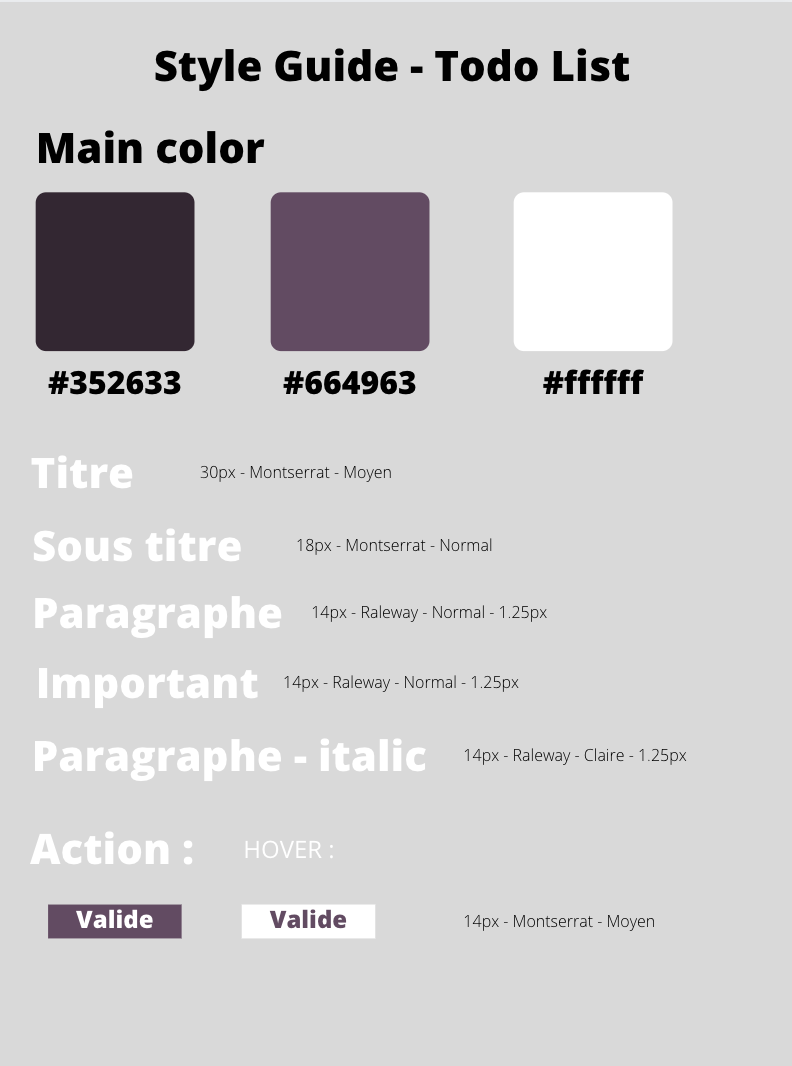 Style Guide - Todo List
Main color
#352633 #664963 #ffffff
Titre 30px - Montserrat - Moyen
Sous titre 18px - Montserrat - Normal
Paragraphe 14px - Raleway - Normal - 1.25px
Important 14px - Raleway - Normal - 1.25px
Paragraphe - italic 14px - Raleway - Claire - 1.25px
Action : HOVER :
Valide Valide 14px - Montserrat - Moyen